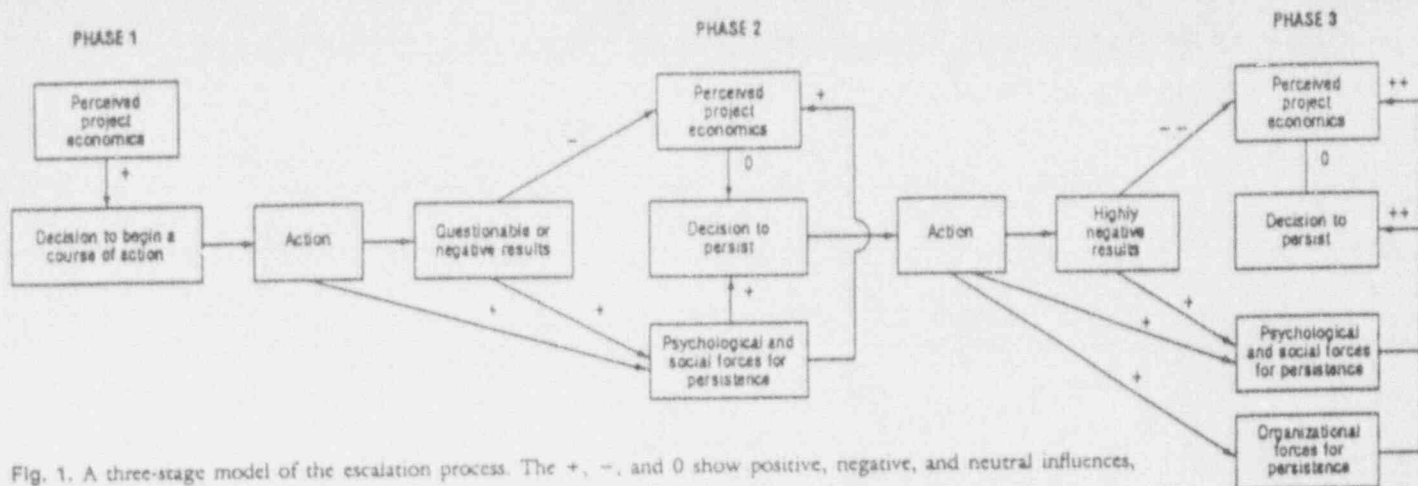 PHASE 1
Perceived
project
economics
+
Decision to begin a
course of action
Action
Questionable or
negative results
-
+
+
PHASE 2
Perceived
project
economics
+
0
Decision to
persist
+
Psychological and
social forces for
persistence
Action
Highly
negative
results
--
+
+
+
PHASE 3
Perceived
project
economics
++
0
Decision to
persist
++
Psychological
and social forces
for persistence
Organizational
forces for
persistence
Fig. 1. A three-stage model of the escalation process. The +, −, and 0 show positive, negative, and neutral influences,